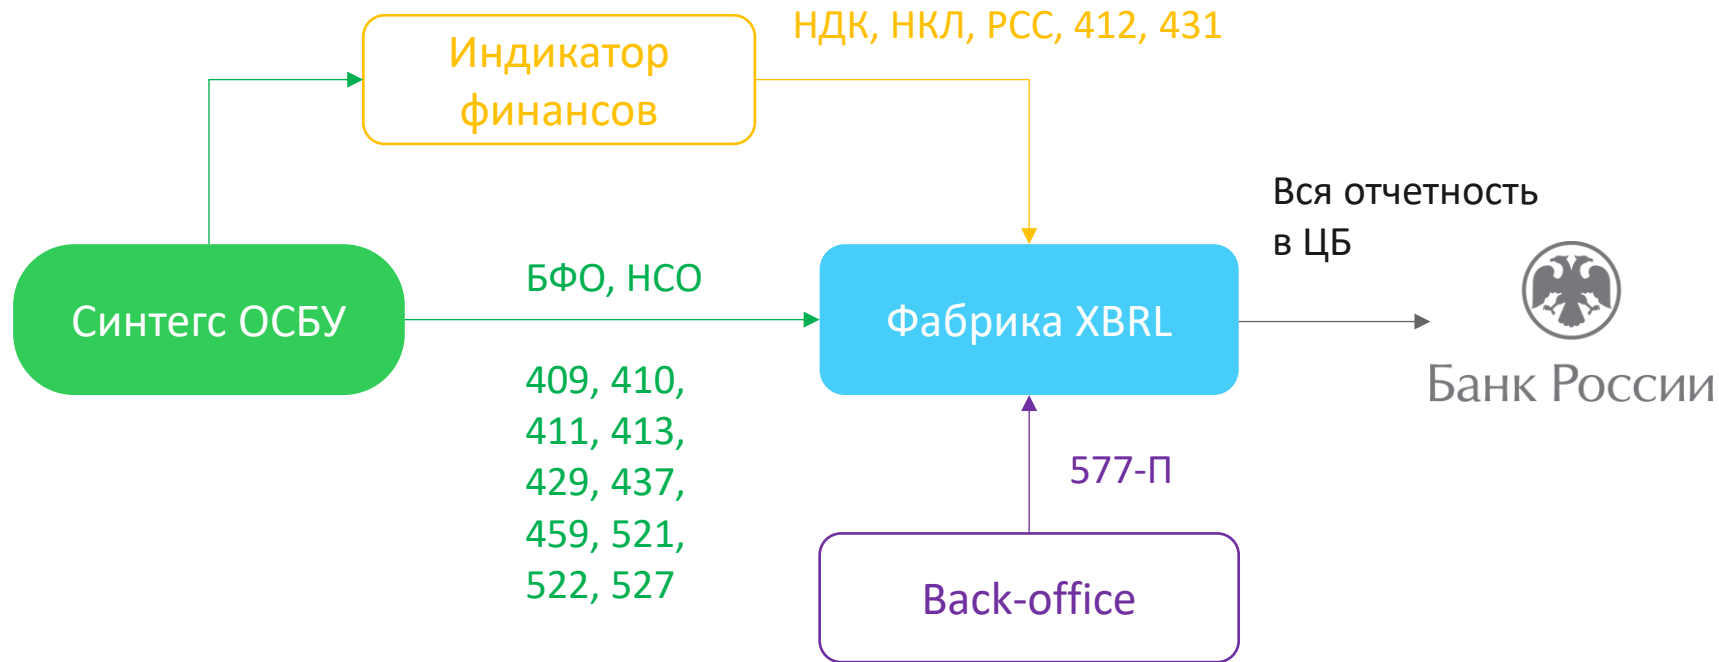 НДК, НКЛ, РСС, 412, 431
Индикатор
финансов
Вся отчетность
в ЦБ
БФО, НСО
Синтегс ОСБУ
Фабрика XBRL
Банк России
409, 410,
411, 413,
429, 437,
459, 521,
522, 527
577-П
Back-office